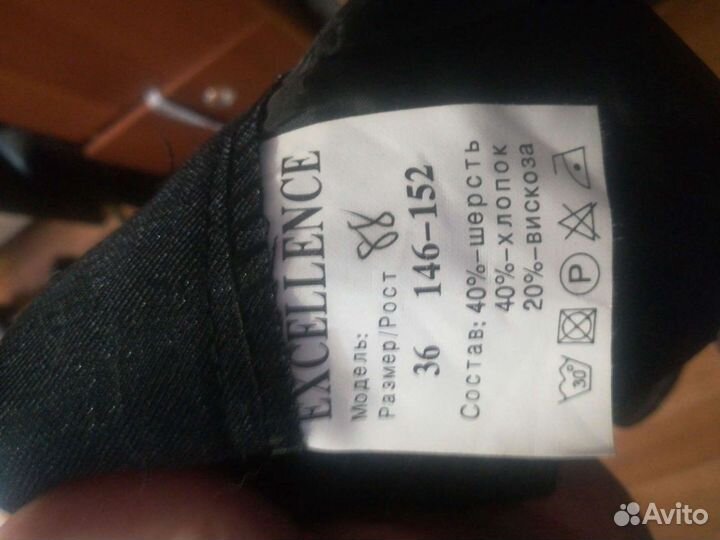 EXCELLENCE
Модель: 88
Размер/Рост
36 146-152
Состав: 40%-шерсть
40%-хлопок
20%-вискоза
30°
P
Avito